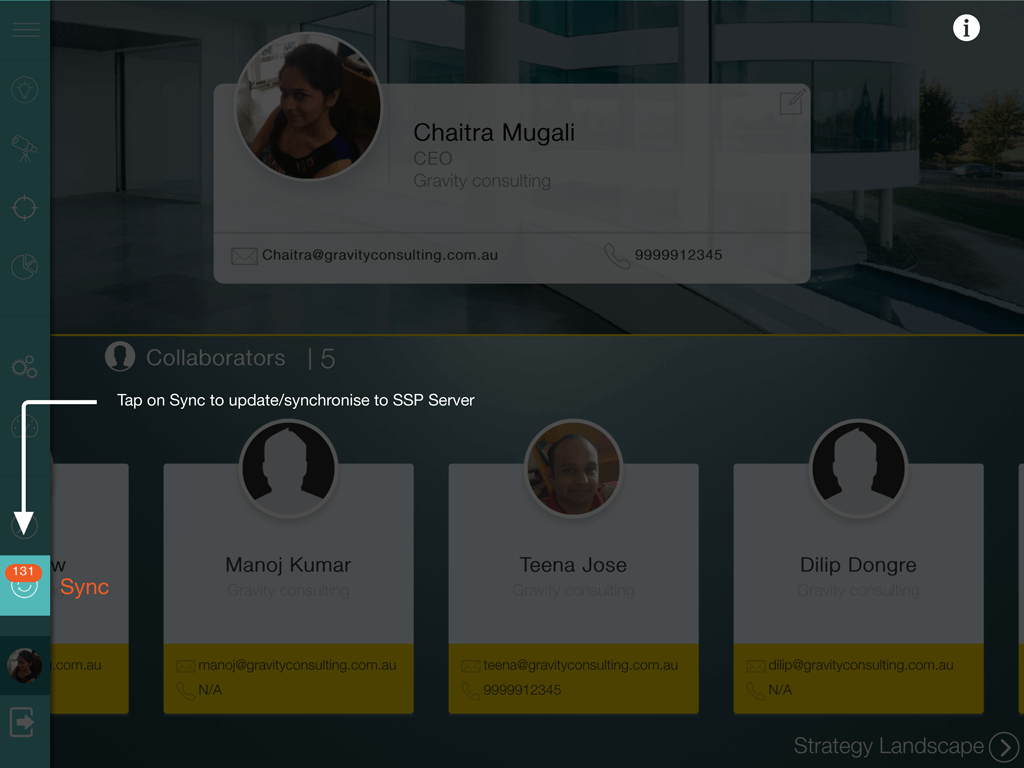 Chaitra Mugali
CEO
Gravity consulting
Chaitra@gravityconsulting.com.au
9999912345
Collaborators | 5
Tap on Sync to update/synchronise to SSP Server
w
Manoj Kumar
Gravity consulting
Teena Jose
Gravity consulting
Dilip Dongre
Gravity consulting
131
Sync
.com.au
manoj@gravityconsulting.com.au
N/A
teena@gravityconsulting.com.au
9999912345
dilip@gravityconsulting.com.au
N/A
Strategy Landscape